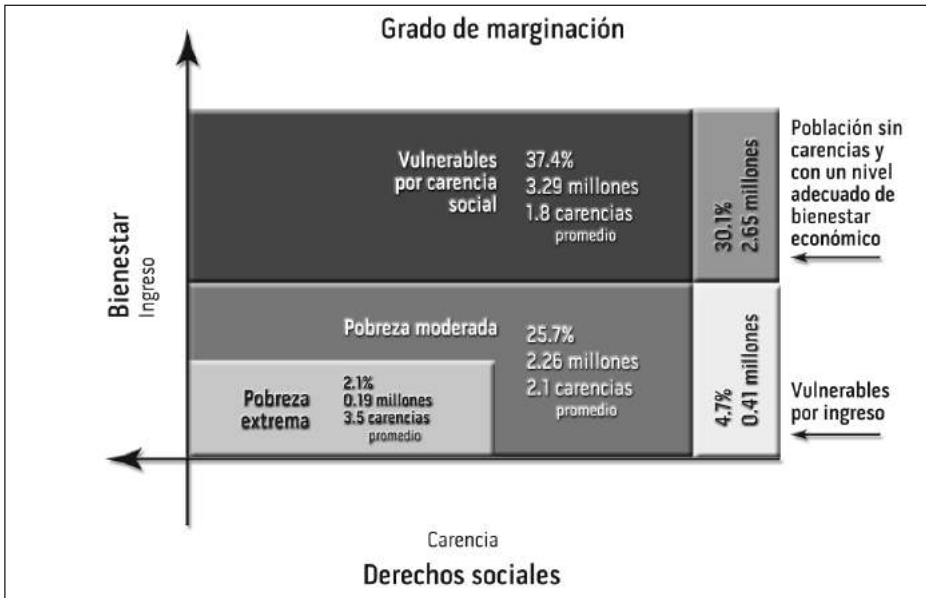 Grado de marginación
Vulnerables
por carencia
social
37.4%
3.29 millones
1.8 carencias
promedio
30.1%
2.65 millones
Población sin
carencias y
con un nivel
adecuado de
bienestar
económico
Bienestar
Ingreso
Pobreza moderada
25.7%
2.26 millones
2.1 carencias
promedio
Pobreza
extrema
2.1%
0.19 millones
3.5 carencias
promedio
4.7%
0.41 millones
Vulnerables
por ingreso
Carencia
Derechos sociales